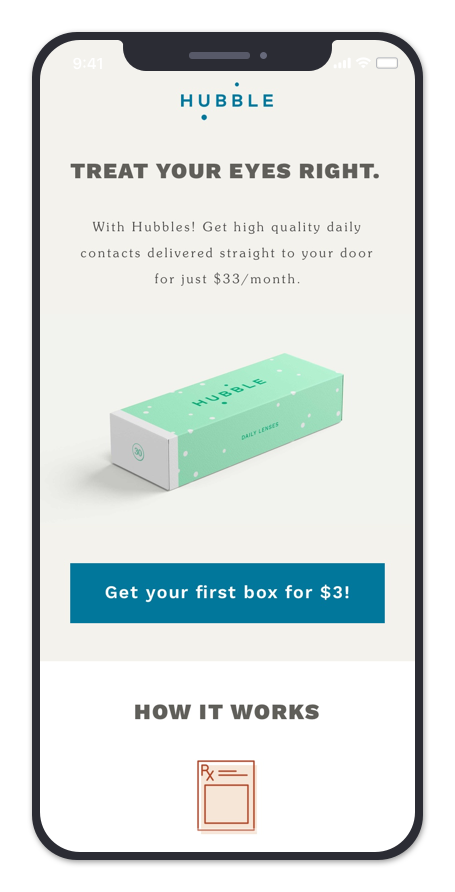 9:41
HUBBLE
TREAT YOUR EYES RIGHT.
With Hubbles! Get high quality daily
contacts delivered straight to your door
for just $33/month.
HUBBLE
DAILY LENSES
30
Get your first box for $3!
HOW IT WORKS
Rx